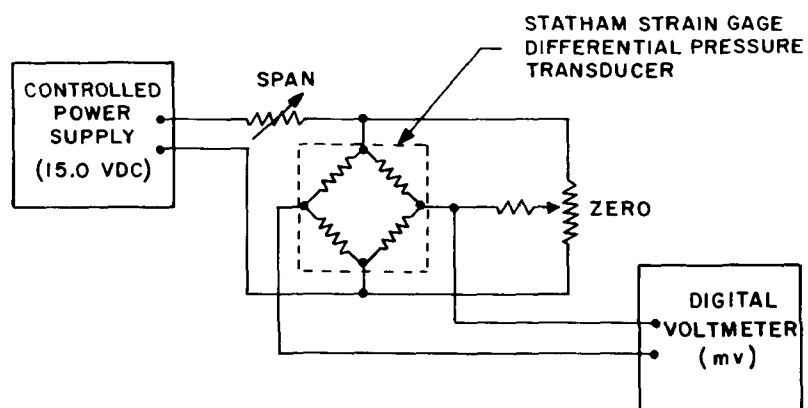 STATHAM STRAIN GAGE
DIFFERENTIAL PRESSURE
TRANSDUCER
SPAN
CONTROLLED
POWER
SUPPLY
(15.0 VDC)
ZERO
DIGITAL
VOLTMETER
(mv)